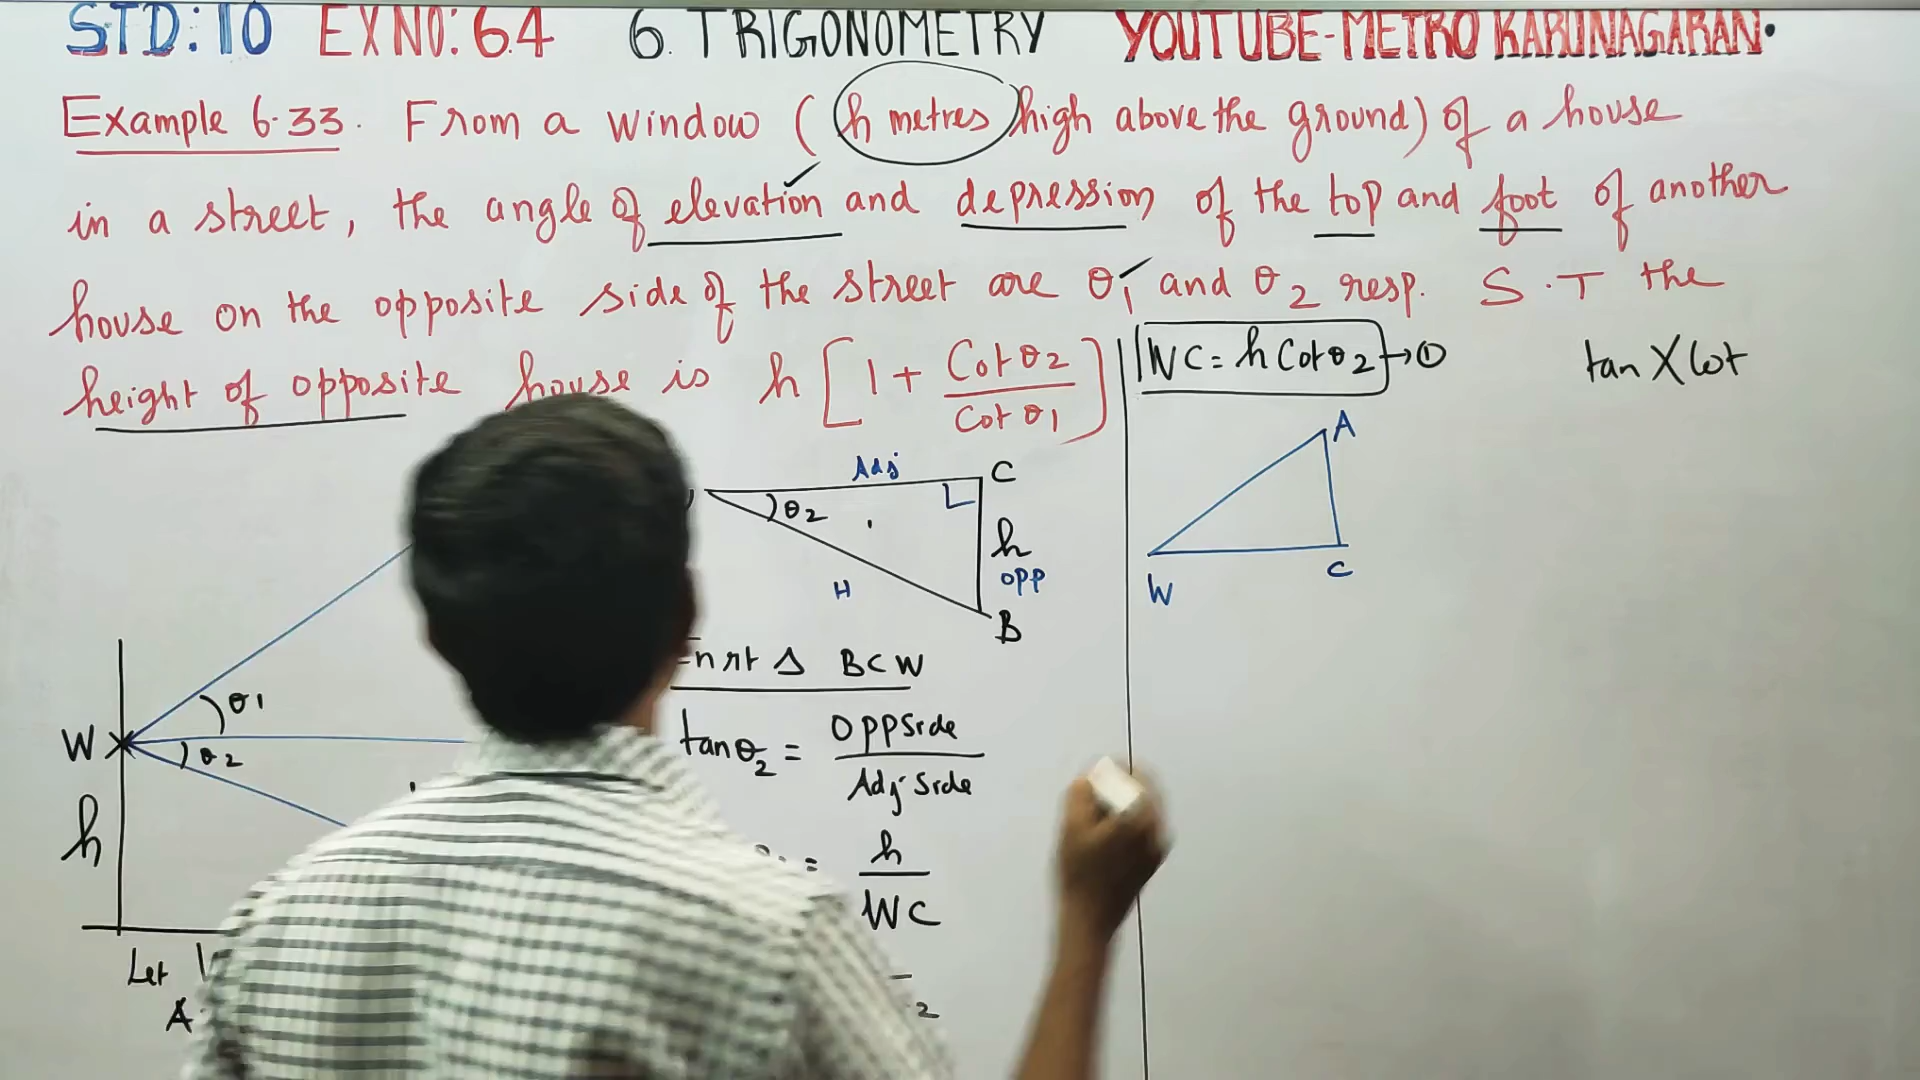 STD:10 EXNO:6.4 6. TRIGONOMETRY YOUTUBE-METRO KARUNAGARAN.
Example 6.33. From a window (h metres high above the ground) of a house
in a street, the angle of elevation and depression of the top and foot of another
house on the opposite side of the street are θ1 and θ2 resp. S.T the
height of opposite house is h [1 + Cot θ2 / Cot θ1]
WC = h Cot θ2 → ①
tan X Cot
Adj
C
θ2
h
opp
H
B
A
W
C
In rt Δ BCW
tan θ2 = OppSide / Adj Side
= h / WC
2
θ1
W
θ2
h
Let
A